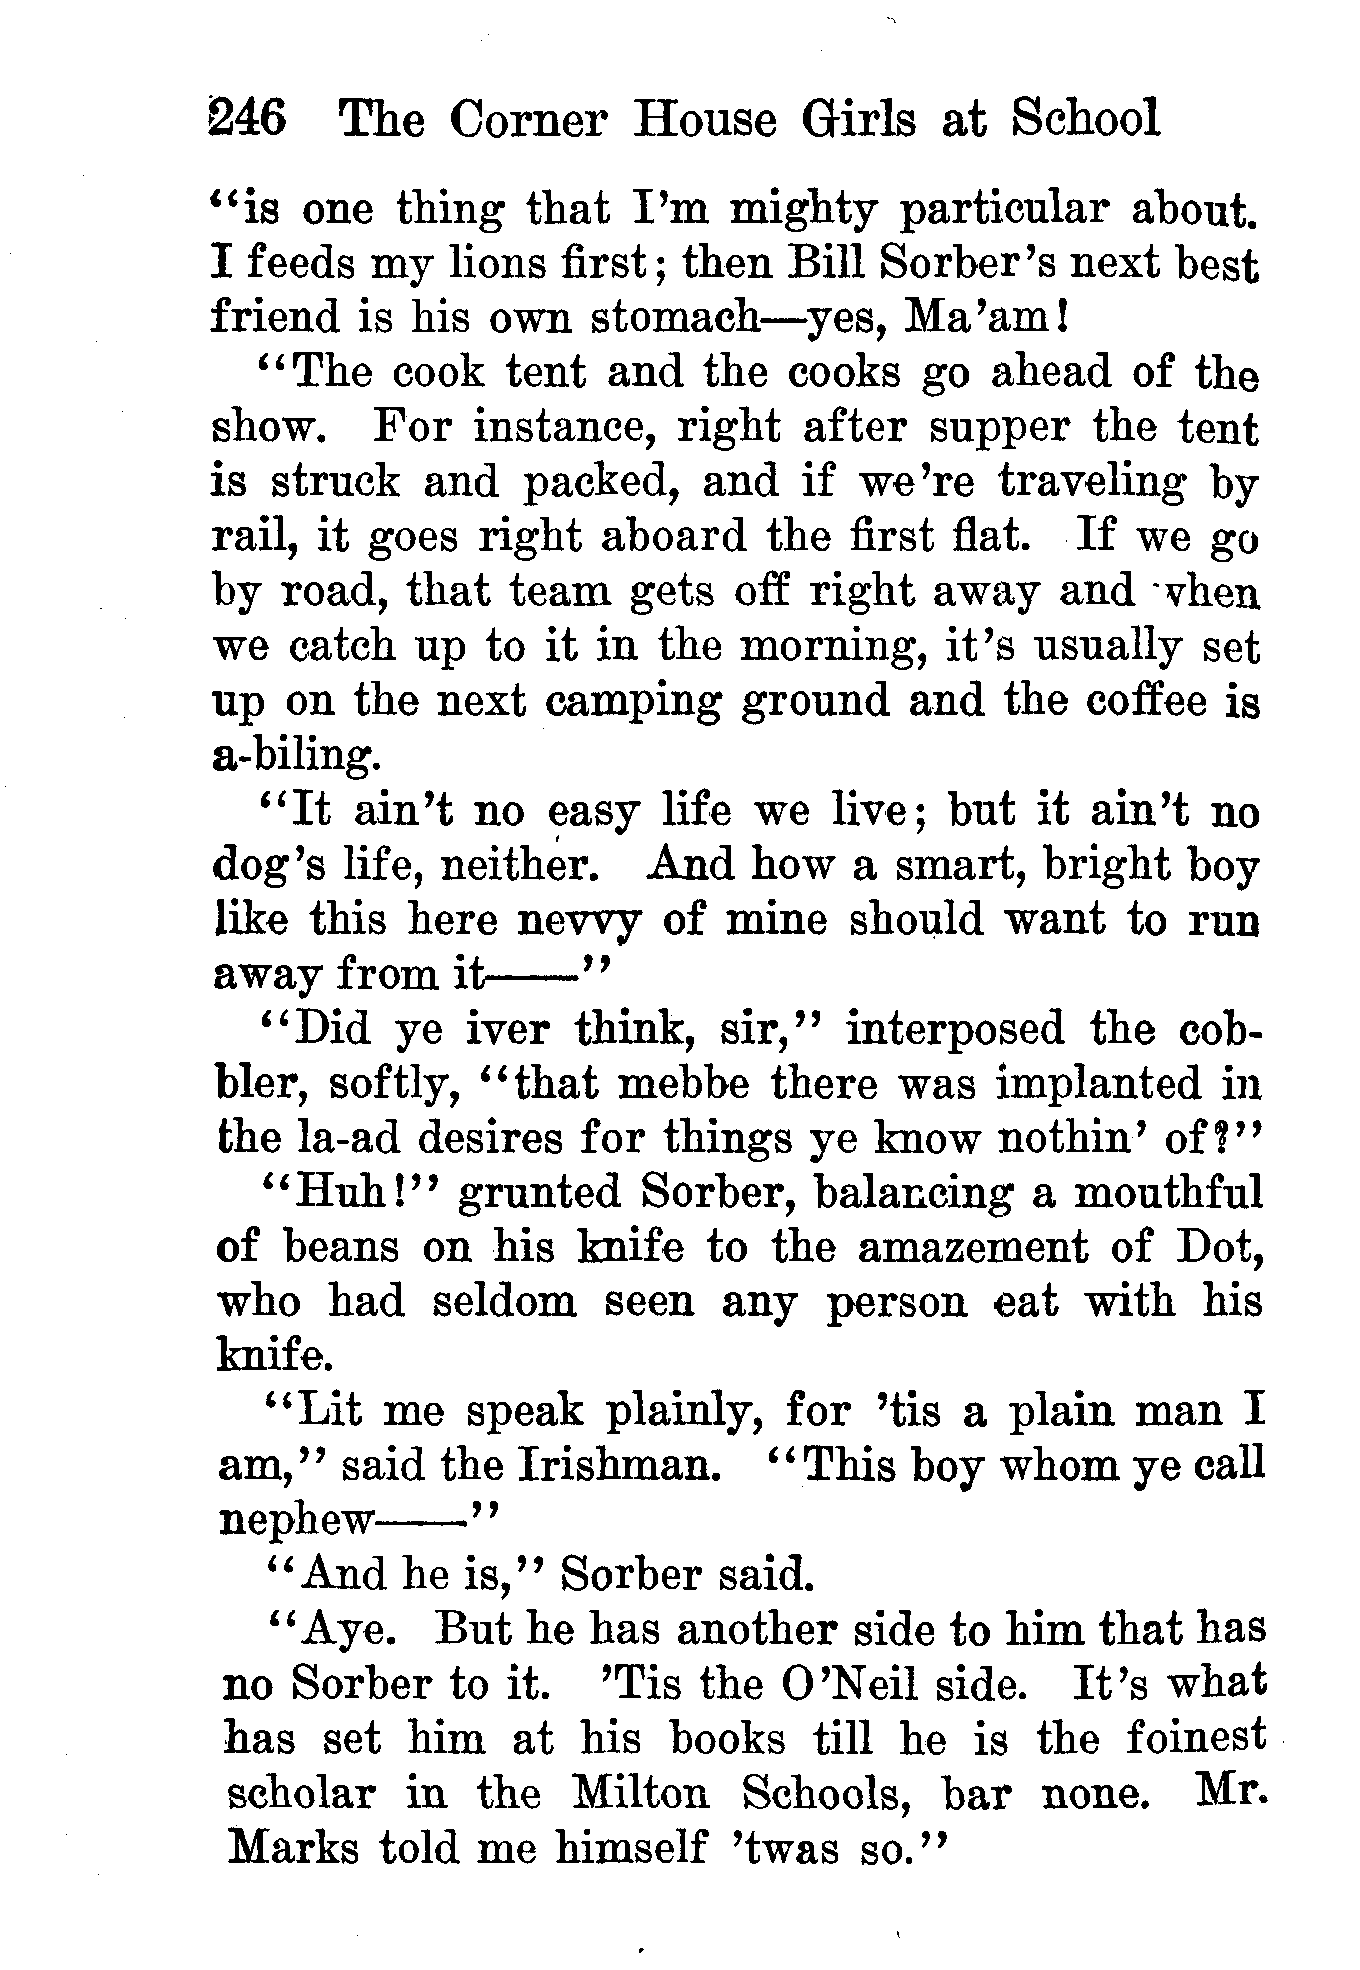 246 The Corner House Girls at School
“is one thing that I’m mighty particular about.
I feeds my lions first; then Bill Sorber’s next best
friend is his own stomach—yes, Ma’am!
“The cook tent and the cooks go ahead of the
show. For instance, right after supper the tent
is struck and packed, and if we’re traveling by
rail, it goes right aboard the first flat. If we go
by road, that team gets off right away and when
we catch up to it in the morning, it’s usually set
up on the next camping ground and the coffee is
a-biling.
“It ain’t no easy life we live; but it ain’t no
dog’s life, neither. And how a smart, bright boy
like this here nevvy of mine should want to run
away from it——”
“Did ye iver think, sir,” interposed the cob-
bler, softly, “that mebbe there was implanted in
the la-ad desires for things ye know nothin’ of?”
“Huh!” grunted Sorber, balancing a mouthful
of beans on his knife to the amazement of Dot,
who had seldom seen any person eat with his
knife.
“Lit me speak plainly, for ’tis a plain man I
am,” said the Irishman. “This boy whom ye call
nephew——”
“And he is,” Sorber said.
“Aye. But he has another side to him that has
no Sorber to it. ’Tis the O’Neil side. It’s what
has set him at his books till he is the foinest
scholar in the Milton Schools, bar none. Mr.
Marks told me himself ’twas so.”